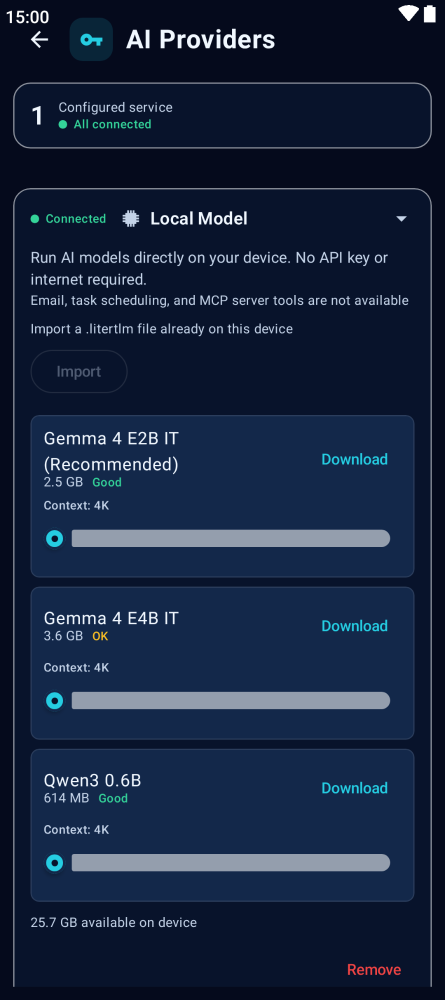 15:00
AI Providers
1
Configured service
All connected
Connected
Local Model
Run AI models directly on your device. No API key or
internet required.
Email, task scheduling, and MCP server tools are not available
Import a .litertlm file already on this device
Import
Gemma 4 E2B IT
(Recommended)
Download
2.5 GB Good
Context: 4K
Gemma 4 E4B IT
Download
3.6 GB OK
Context: 4K
Qwen3 0.6B
Download
614 MB Good
Context: 4K
25.7 GB available on device
Remove